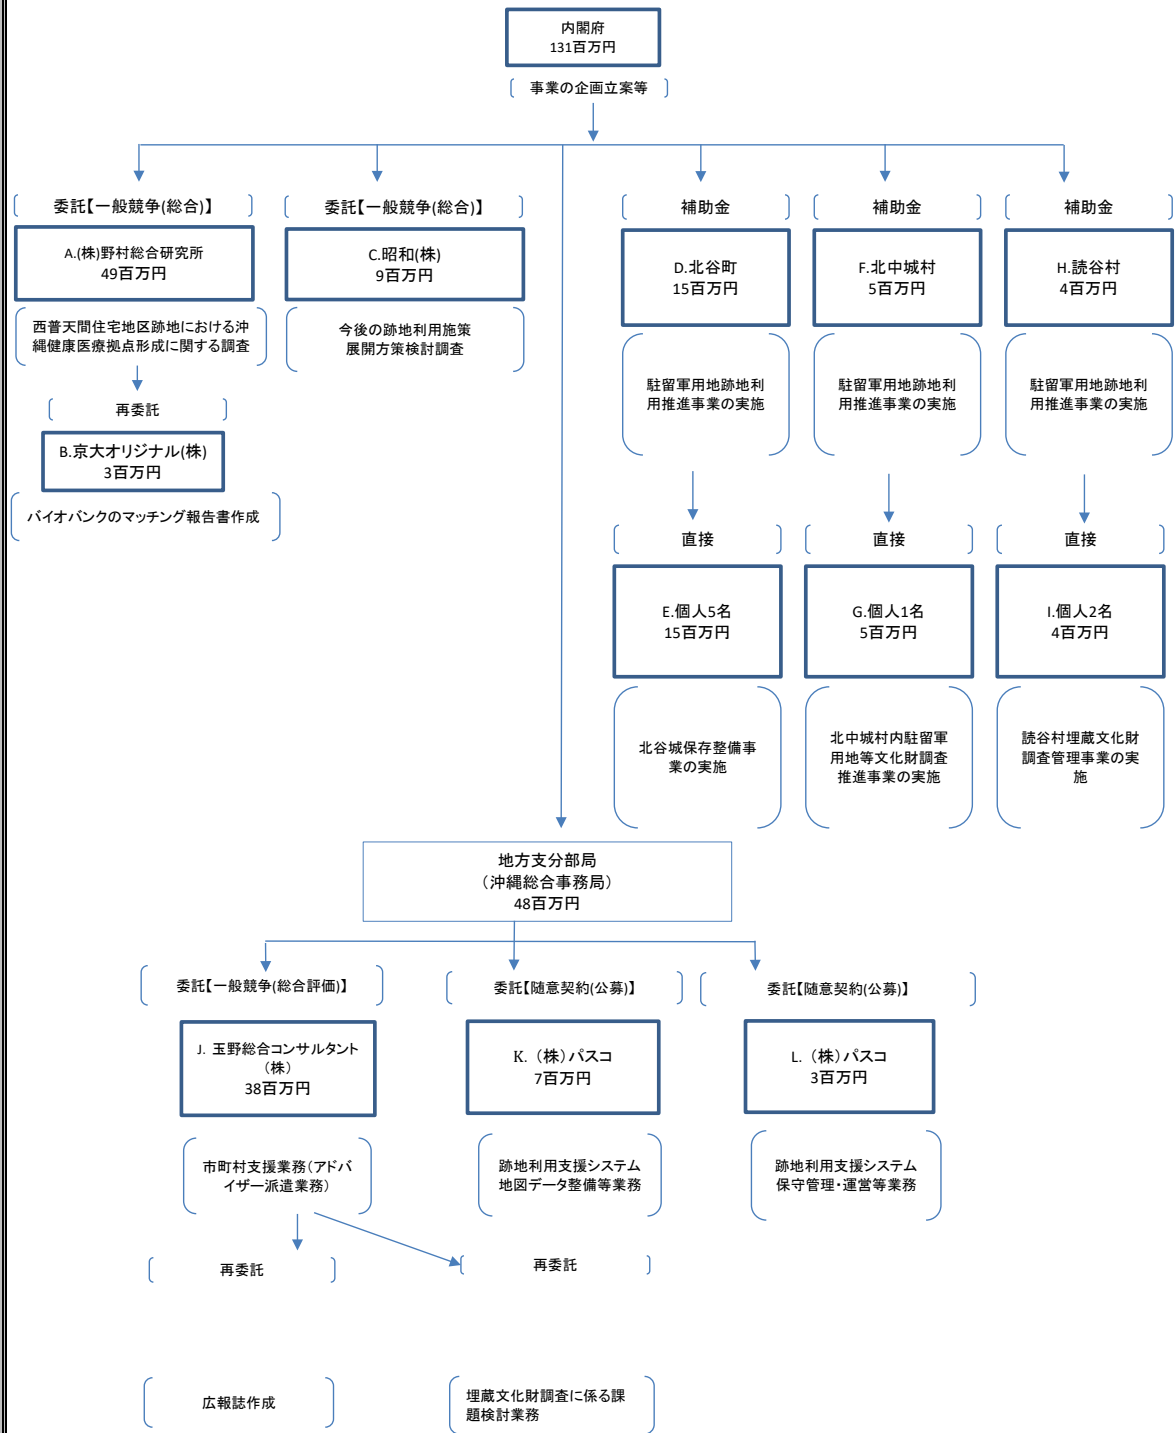 内閣府
131百万円
事業の企画立案等
委託【一般競争(総合)】
A.(株)野村総合研究所
49百万円
西普天間住宅地区跡地における沖
縄健康医療拠点形成に関する調査
再委託
B.京大オリジナル(株)
3百万円
バイオバンクのマッチング報告書作成
委託【一般競争(総合)】
C.昭和(株)
9百万円
今後の跡地利用施策
展開方策検討調査
補助金
D.北谷町
15百万円
駐留軍用地跡地利
用推進事業の実施
直接
E.個人5名
15百万円
北谷城保存整備事
業の実施
補助金
F.北中城村
5百万円
駐留軍用地跡地利
用推進事業の実施
直接
G.個人1名
5百万円
北中城村内駐留軍
用地等文化財調査
推進事業の実施
補助金
H.読谷村
4百万円
駐留軍用地跡地利
用推進事業の実施
直接
I.個人2名
4百万円
読谷村埋蔵文化財
調査管理事業の実
施
地方支分部局
（沖縄総合事務局）
48百万円
委託【一般競争(総合評価)】
J. 玉野総合コンサルタント
（株）
38百万円
市町村支援業務（アドバ
イザー派遣業務）
再委託
広報誌作成
再委託
埋蔵文化財調査に係る課
題検討業務
委託【随意契約(公募)】
K. （株）パスコ
7百万円
跡地利用支援システム
地図データ整備等業務
委託【随意契約(公募)】
L. （株）パスコ
3百万円
跡地利用支援システム
保守管理・運営等業務